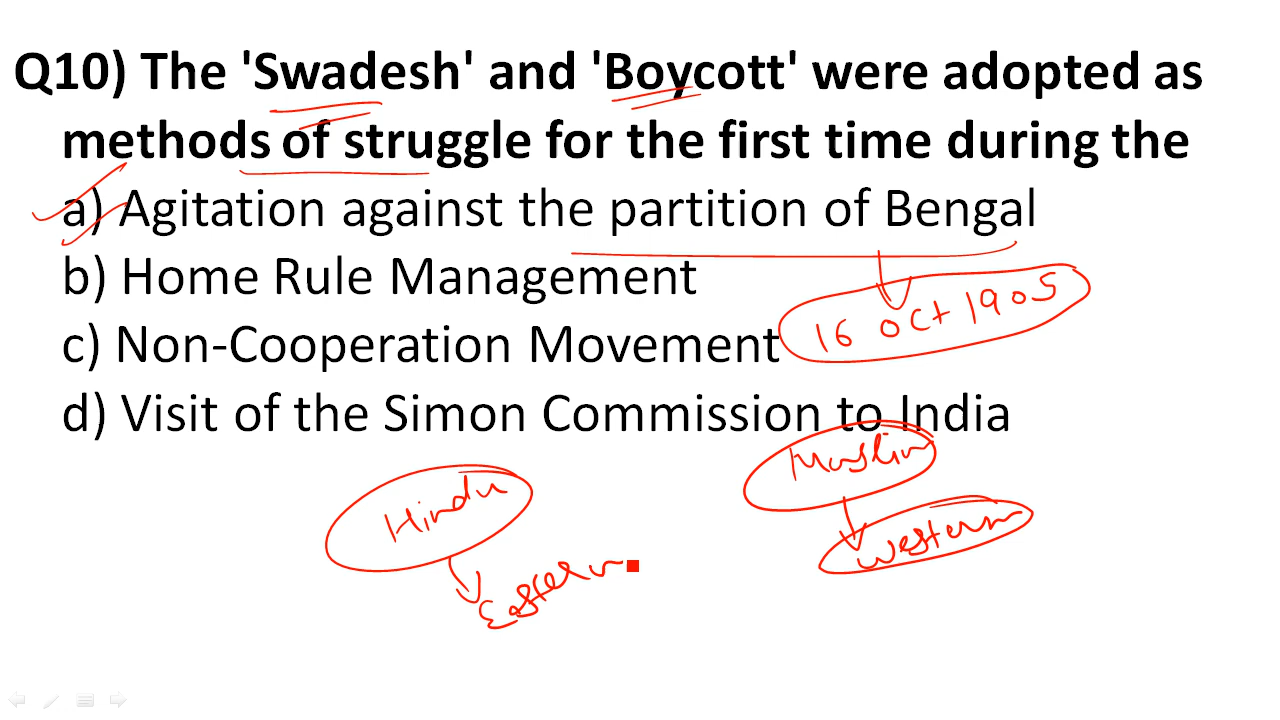 Q10) The 'Swadesh' and 'Boycott' were adopted as
methods of struggle for the first time during the
a) Agitation against the partition of Bengal
b) Home Rule Management
16 Oct 1905
c) Non-Cooperation Movement
d) Visit of the Simon Commission to India
Muslim
Hindu
Western
Eastern